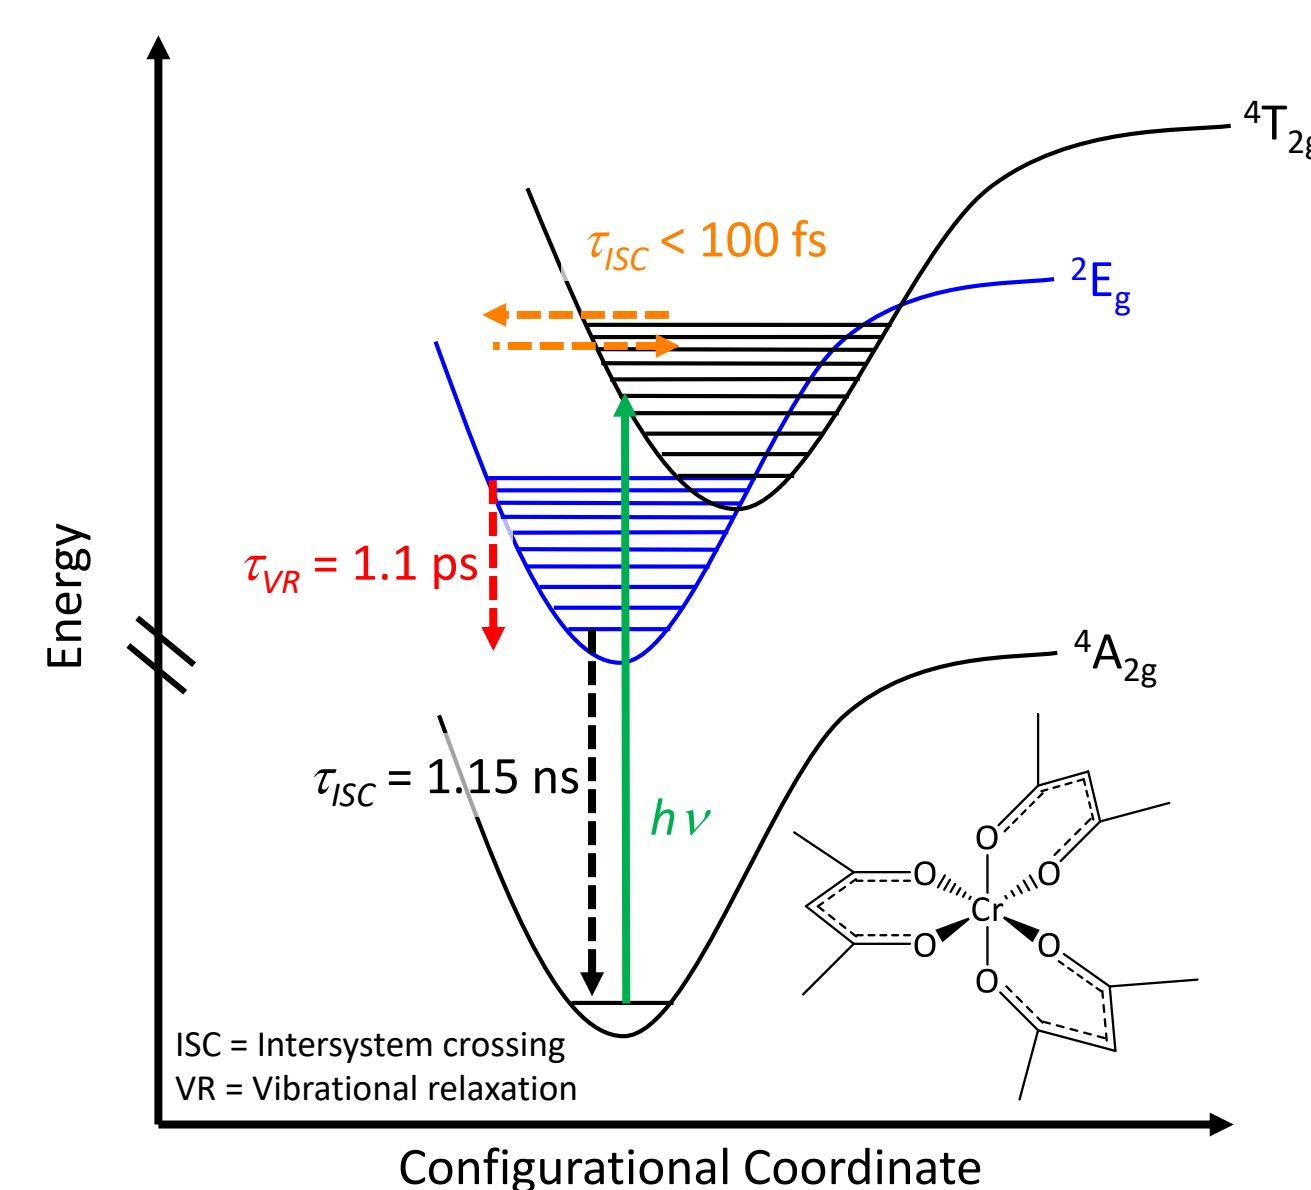 ⁴T₂g
τISC < 100 fs
²Eg
τVR = 1.1 ps
Energy
⁴A₂g
τISC = 1.15 ns
hν
O
O
O
Cr
O
O
O
ISC = Intersystem crossing
VR = Vibrational relaxation
Configurational Coordinate